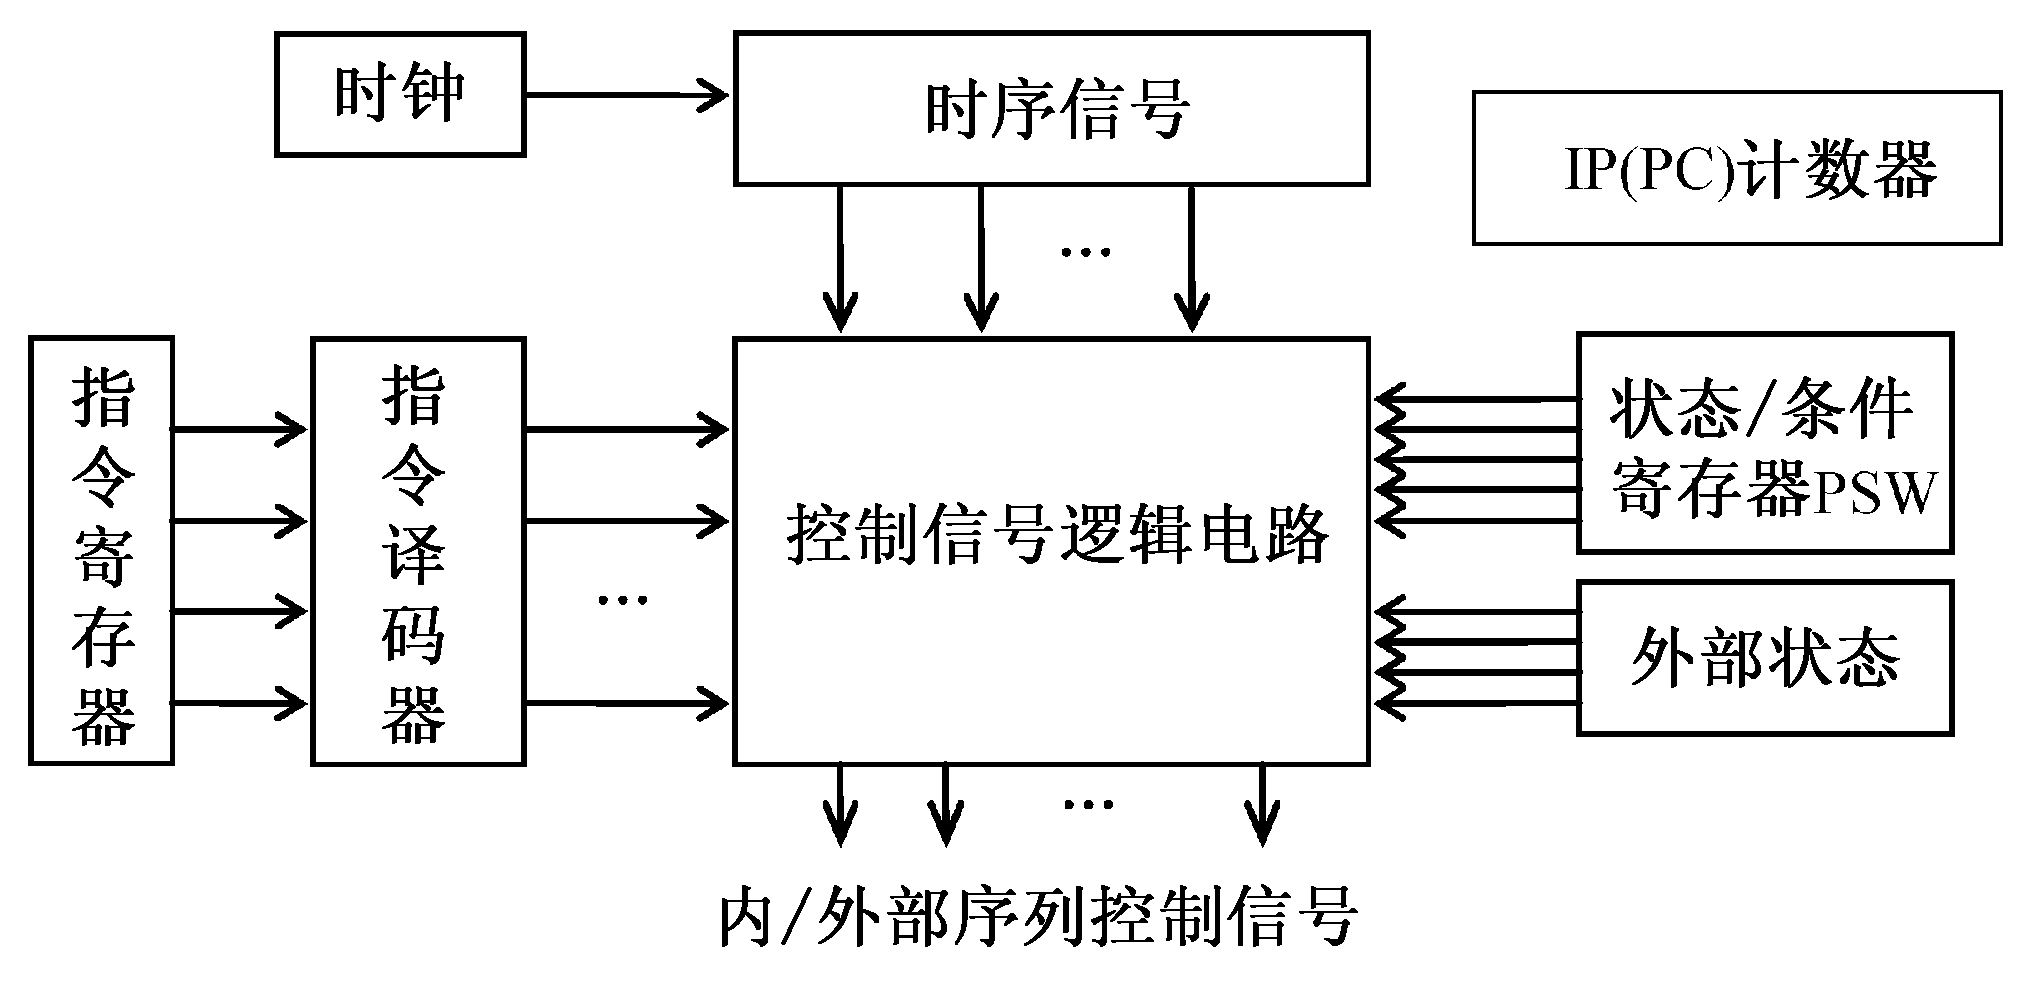 时钟
时序信号
IP(PC)计数器
指令寄存器
指令译码器
控制信号逻辑电路
状态/条件
寄存器PSW
外部状态
...
...
...
内/外部序列控制信号